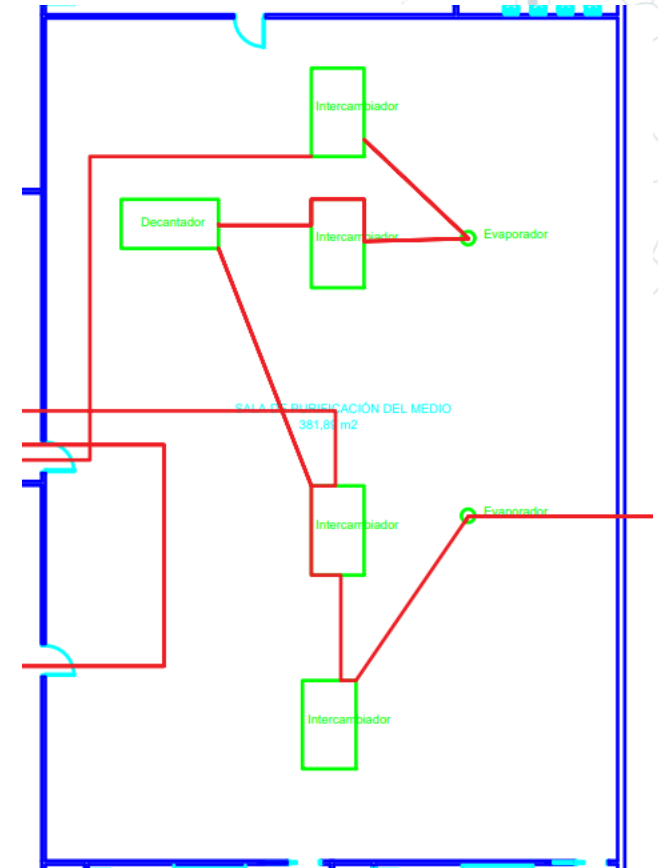 Intercambiador
Decantador
Intercambiador
Evaporador
SALA DE PURIFICACIÓN DEL MEDIO
381,89 m2
Intercambiador
Evaporador
Intercambiador